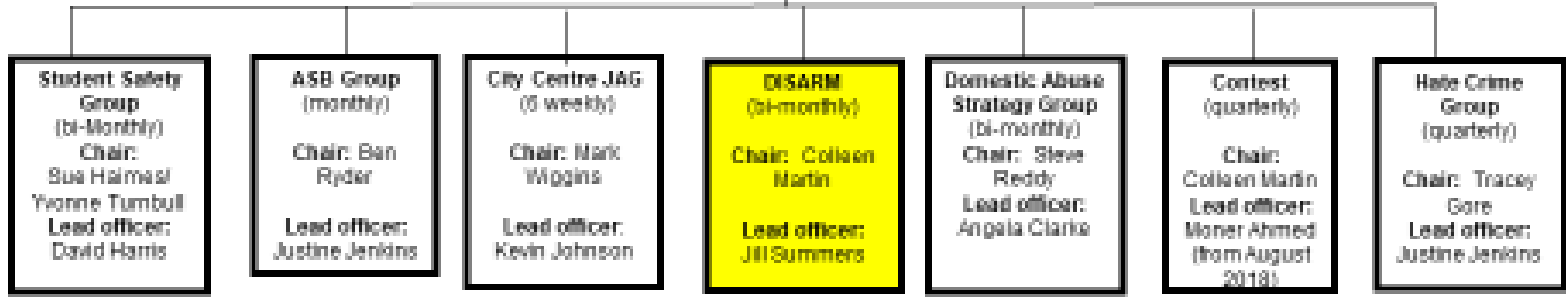 Student Safety
Group
(bi-Monthly)
Chair:
Sue Haimes/
Yvonne Turnbull
Lead officer:
David Harris
ASB Group
(monthly)
Chair: Ben
Ryder
Lead officer:
Justine Jenkins
City Centre JAG
(6 weekly)
Chair: Mark
Wiggins
Lead officer:
Kevin Johnson
DISARM
(bi-monthly)
Chair: Colleen
Martin
Lead officer:
Jill Summers
Domestic Abuse
Strategy Group
(bi-monthly)
Chair: Steve
Reddy
Lead officer:
Angela Clarke
Contest
(quarterly)
Chair:
Colleen Martin
Lead officer:
Moner Ahmed
(from August
2018)
Hate Crime
Group
(quarterly)
Chair: Tracey
Gore
Lead officer:
Justine Jenkins